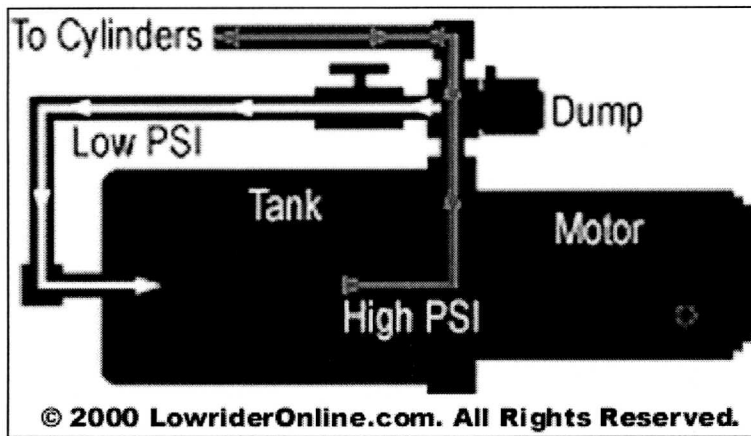 To Cylinders
Dump
Low PSI
Tank
Motor
High PSI
© 2000 LowriderOnline.com. All Rights Reserved.